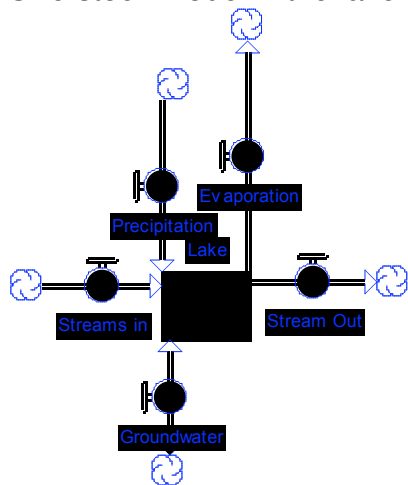 Evaporation
Precipitation
Lake
Streams in
Stream Out
Groundwater